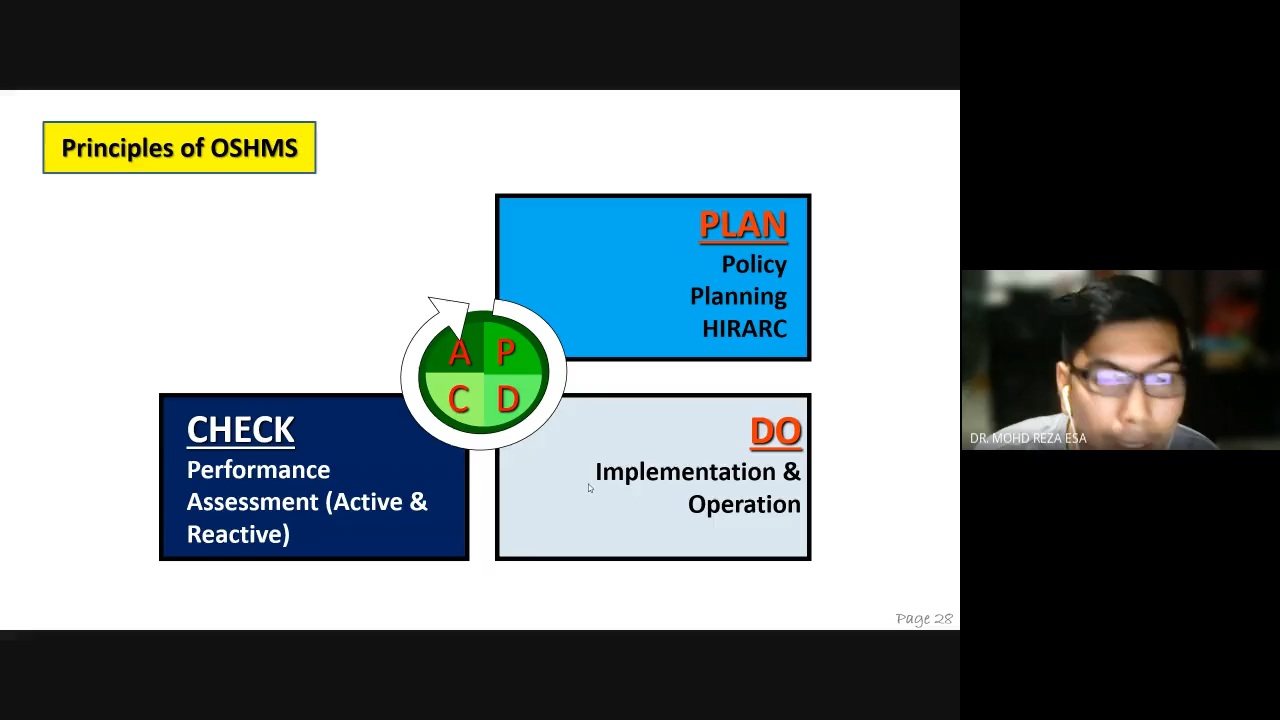 Principles of OSHMS
PLAN
Policy
Planning
HIRARC
A P
C D
CHECK
Performance
Assessment (Active &
Reactive)
DO
Implementation &
Operation
DR. MOHD REZA ESA
Page 28